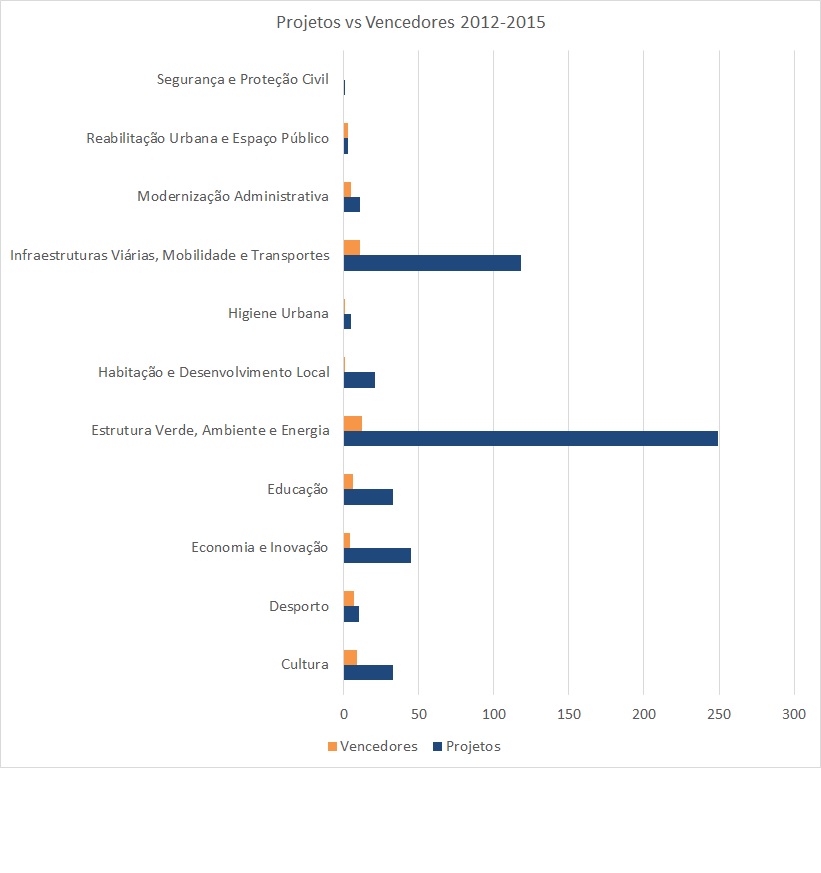 Projetos vs Vencedores 2012-2015
Segurança e Proteção Civil
Reabilitação Urbana e Espaço Público
Modernização Administrativa
Infraestruturas Viárias, Mobilidade e Transportes
Higiene Urbana
Habitação e Desenvolvimento Local
Estrutura Verde, Ambiente e Energia
Educação
Economia e Inovação
Desporto
Cultura
0 50 100 150 200 250 300
Vencedores Projetos